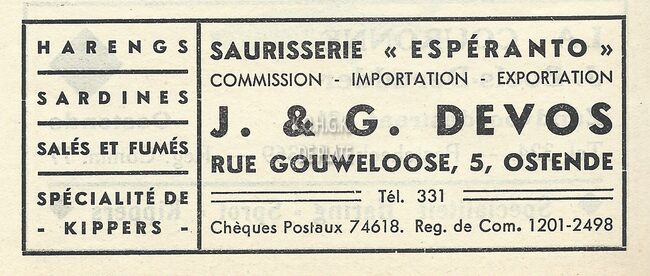 HARENGS
SARDINES
SALÉS ET FUMÉS
SPÉCIALITÉ DE
- KIPPERS -
SAURISSERIE « ESPÉRANTO »
COMMISSION - IMPORTATION - EXPORTATION
J. & G. DEVOS
RUE GOUWELOOSE, 5, OSTENDE
Tél. 331
Chèques Postaux 74618. Reg. de Com. 1201-2498